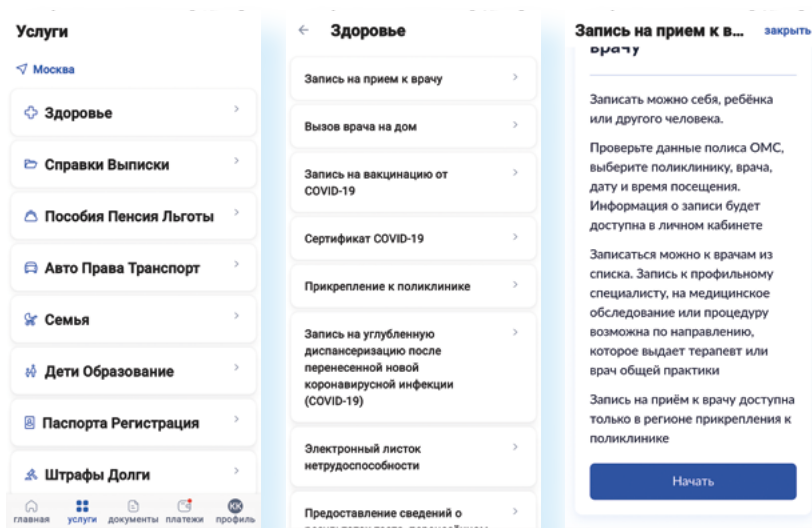 Услуги
Москва
Здоровье
Справки Выписки
Пособия Пенсия Льготы
Авто Права Транспорт
Семья
Дети Образование
Паспорта Регистрация
Штрафы Долги
главная услуги документы платежи КК профиль
Здоровье
Запись на прием к врачу
Вызов врача на дом
Запись на вакцинацию от
COVID-19
Сертификат COVID-19
Прикрепление к поликлинике
Запись на углубленную
диспансеризацию после
перенесенной новой
коронавирусной инфекции
(COVID-19)
Электронный листок
нетрудоспособности
Предоставление сведений о
Запись на прием к в... закрыть
врачу
Записать можно себя, ребёнка
или другого человека.
Проверьте данные полиса ОМС,
выберите поликлинику, врача,
дату и время посещения.
Информация о записи будет
доступна в личном кабинете
Записаться можно к врачам из
списка. Запись к профильному
специалисту, на медицинское
обследование или процедуру
возможна по направлению,
которое выдает терапевт или
врач общей практики
Запись на приём к врачу доступна
только в регионе прикрепления к
поликлинике
Начать